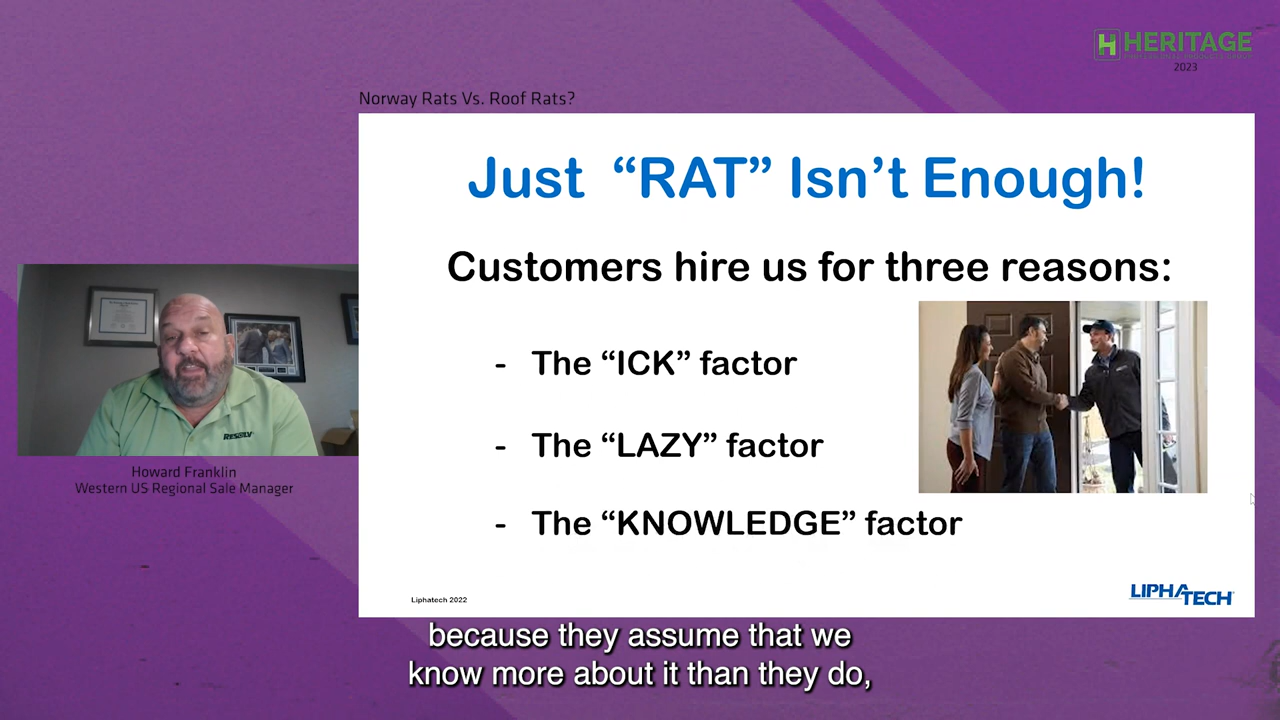 HERITAGE
2023
Norway Rats Vs. Roof Rats?
Just “RAT” Isn’t Enough!
Customers hire us for three reasons:
- The “ICK” factor
- The “LAZY” factor
- The “KNOWLEDGE” factor
RESOLV
Howard Franklin
Western US Regional Sale Manager
Liphatech 2022
LIPHATECH
because they assume that we
know more about it than they do,